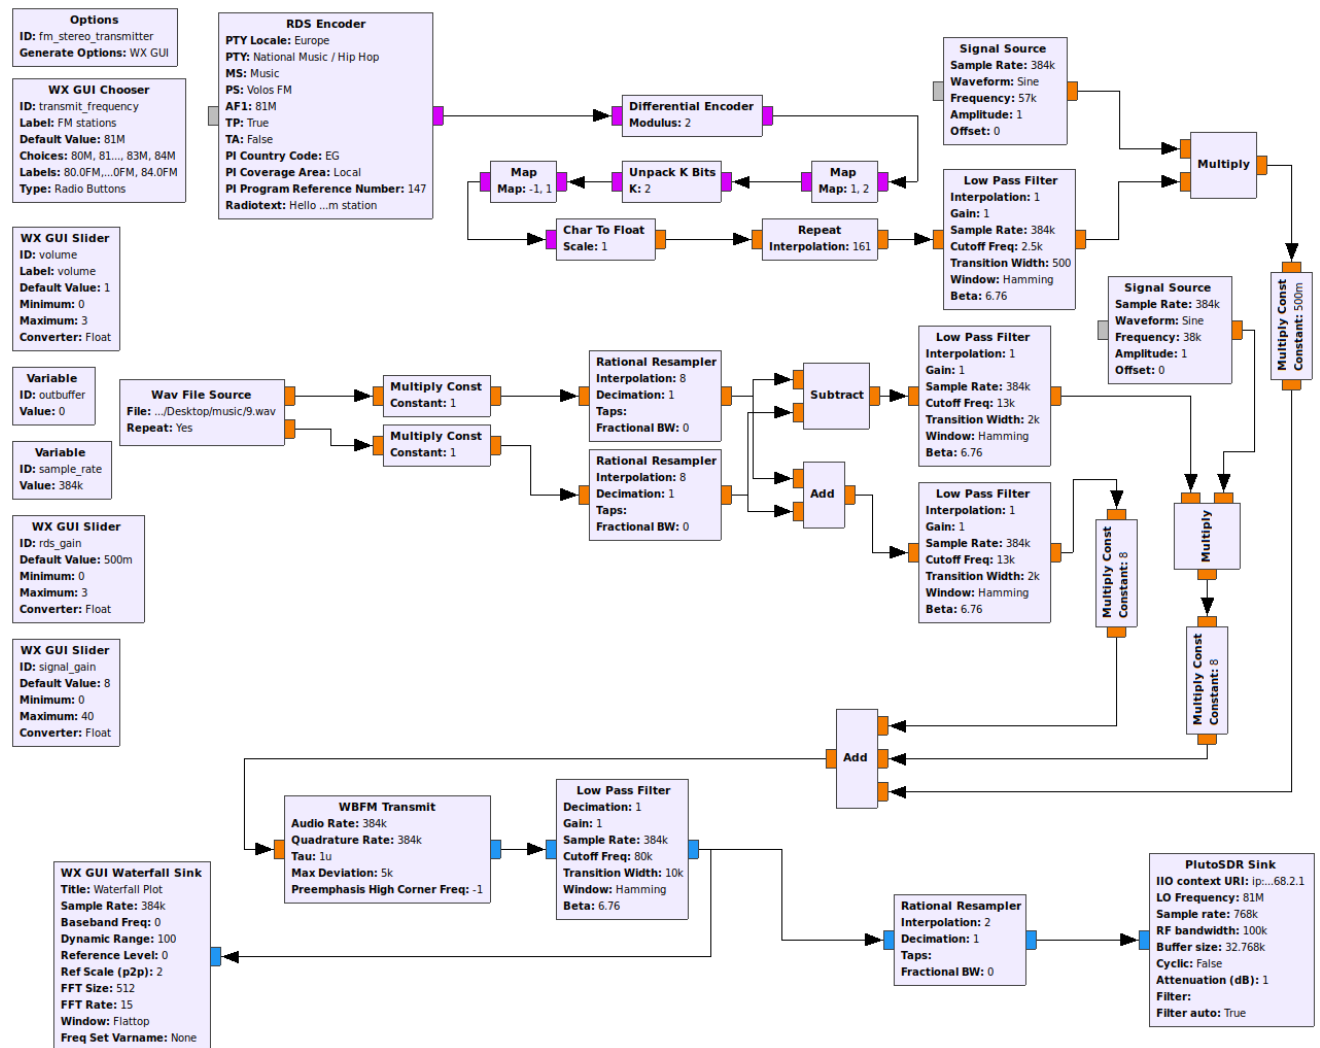 Options
ID: fm_stereo_transmitter
Generate Options: WX GUI
WX GUI Chooser
ID: transmit_frequency
Label: FM stations
Default Value: 81M
Choices: 80M, 81..., 83M, 84M
Labels: 80.0FM,...0FM, 84.0FM
Type: Radio Buttons
WX GUI Slider
ID: volume
Label: volume
Default Value: 1
Minimum: 0
Maximum: 3
Converter: Float
Variable
ID: outbuffer
Value: 0
Variable
ID: sample_rate
Value: 384k
WX GUI Slider
ID: rds_gain
Default Value: 500m
Minimum: 0
Maximum: 3
Converter: Float
WX GUI Slider
ID: signal_gain
Default Value: 8
Minimum: 0
Maximum: 40
Converter: Float
RDS Encoder
PTY Locale: Europe
PTY: National Music / Hip Hop
MS: Music
PS: Volos FM
AF1: 81M
TP: True
TA: False
PI Country Code: EG
PI Coverage Area: Local
PI Program Reference Number: 147
Radiotext: Hello ...m station
Differential Encoder
Modulus: 2
Map
Map: -1, 1
Unpack K Bits
K: 2
Map
Map: 1, 2
Char To Float
Scale: 1
Repeat
Interpolation: 161
Signal Source
Sample Rate: 384k
Waveform: Sine
Frequency: 57k
Amplitude: 1
Offset: 0
Low Pass Filter
Interpolation: 1
Gain: 1
Sample Rate: 384k
Cutoff Freq: 2.5k
Transition Width: 500
Window: Hamming
Beta: 6.76
Multiply
Multiply Const
Constant: 500m
Signal Source
Sample Rate: 384k
Waveform: Sine
Frequency: 38k
Amplitude: 1
Offset: 0
Wav File Source
File: .../Desktop/music/9.wav
Repeat: Yes
Multiply Const
Constant: 1
Multiply Const
Constant: 1
Rational Resampler
Interpolation: 8
Decimation: 1
Taps:
Fractional BW: 0
Rational Resampler
Interpolation: 8
Decimation: 1
Taps:
Fractional BW: 0
Subtract
Add
Low Pass Filter
Interpolation: 1
Gain: 1
Sample Rate: 384k
Cutoff Freq: 13k
Transition Width: 2k
Window: Hamming
Beta: 6.76
Low Pass Filter
Interpolation: 1
Gain: 1
Sample Rate: 384k
Cutoff Freq: 13k
Transition Width: 2k
Window: Hamming
Beta: 6.76
Multiply Const
Constant: 8
Multiply
Multiply Const
Constant: 8
Add
WBFM Transmit
Audio Rate: 384k
Quadrature Rate: 384k
Tau: 1u
Max Deviation: 5k
Preemphasis High Corner Freq: -1
Low Pass Filter
Decimation: 1
Gain: 1
Sample Rate: 384k
Cutoff Freq: 80k
Transition Width: 10k
Window: Hamming
Beta: 6.76
WX GUI Waterfall Sink
Title: Waterfall Plot
Sample Rate: 384k
Baseband Freq: 0
Dynamic Range: 100
Reference Level: 0
Ref Scale (p2p): 2
FFT Size: 512
FFT Rate: 15
Window: Flattop
Freq Set Varname: None
Rational Resampler
Interpolation: 2
Decimation: 1
Taps:
Fractional BW: 0
PlutoSDR Sink
IIO context URI: ip:...68.2.1
LO Frequency: 81M
Sample rate: 768k
RF bandwidth: 100k
Buffer size: 32.768k
Cyclic: False
Attenuation (dB): 1
Filter:
Filter auto: True